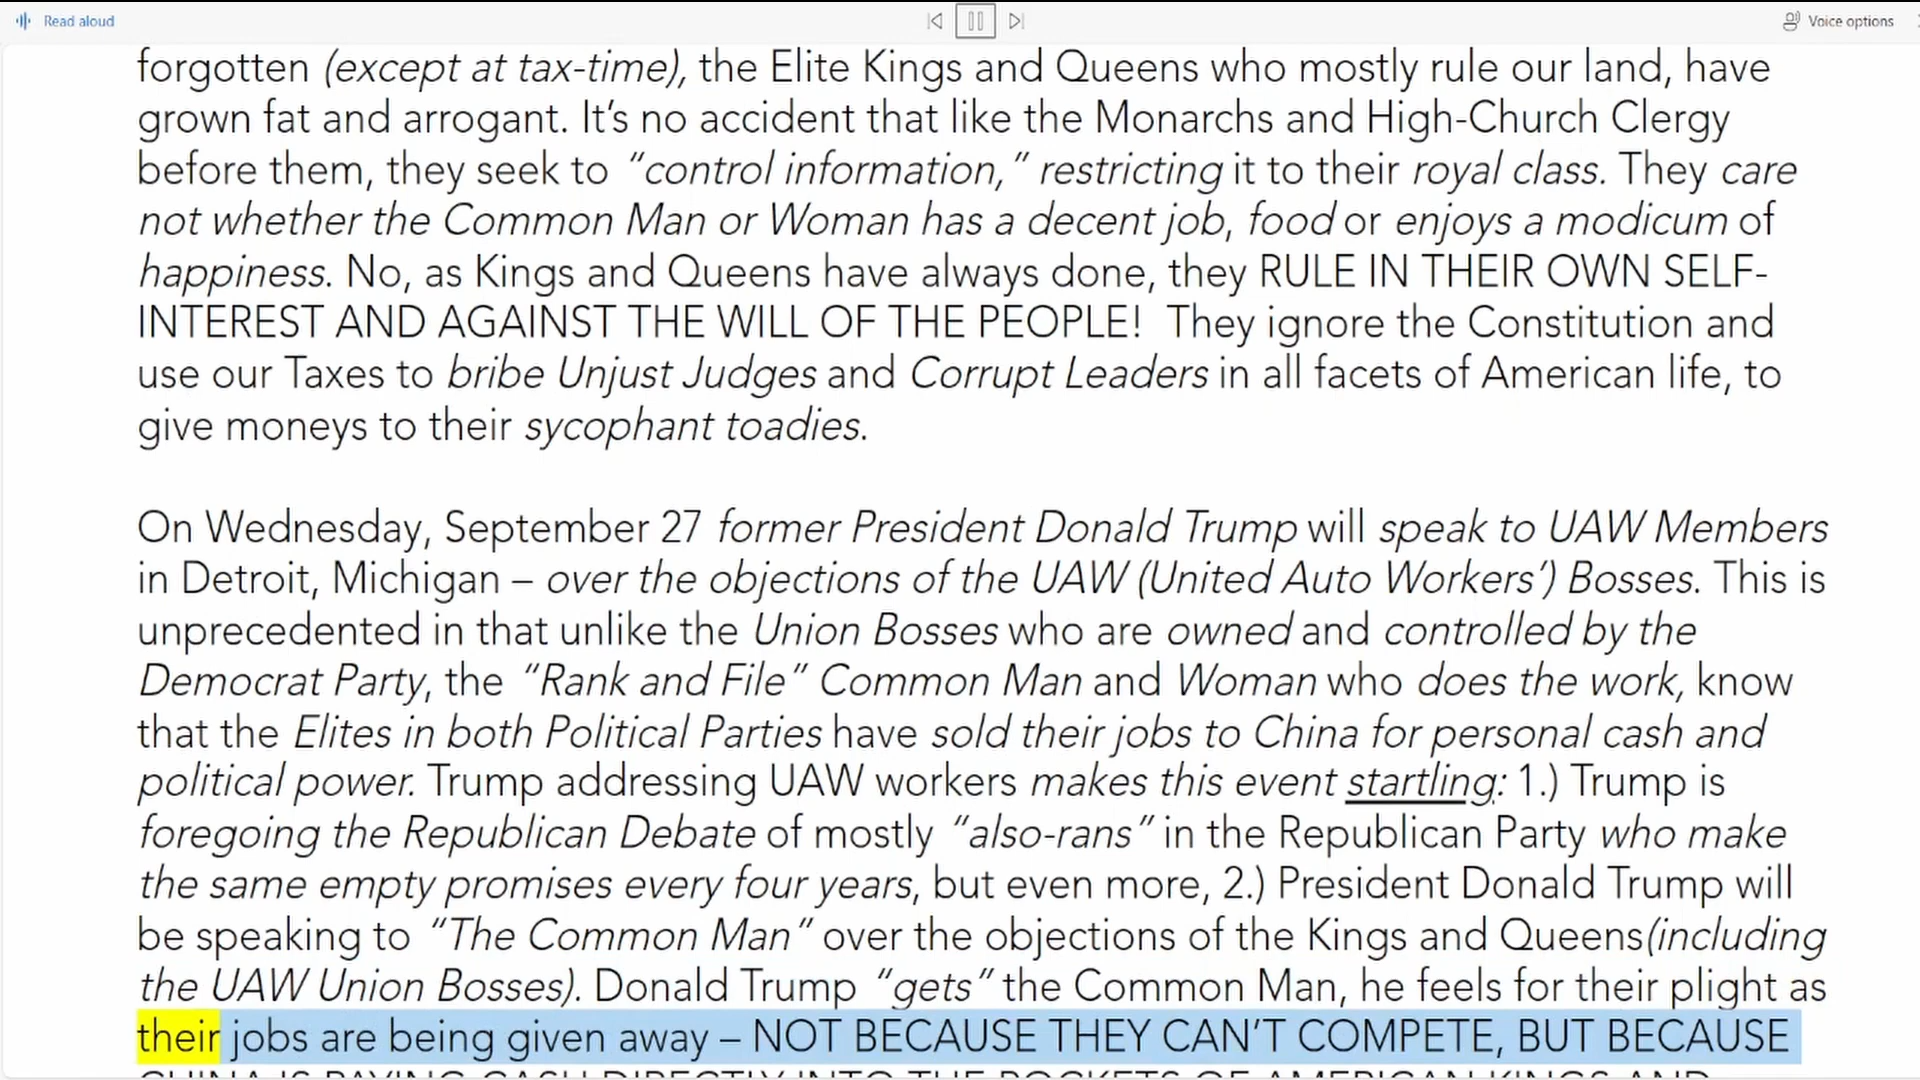 Read aloud
Voice options
forgotten (except at tax-time), the Elite Kings and Queens who mostly rule our land, have
grown fat and arrogant. It’s no accident that like the Monarchs and High-Church Clergy
before them, they seek to “control information,” restricting it to their royal class. They care
not whether the Common Man or Woman has a decent job, food or enjoys a modicum of
happiness. No, as Kings and Queens have always done, they RULE IN THEIR OWN SELF-
INTEREST AND AGAINST THE WILL OF THE PEOPLE! They ignore the Constitution and
use our Taxes to bribe Unjust Judges and Corrupt Leaders in all facets of American life, to
give moneys to their sycophant toadies.
On Wednesday, September 27 former President Donald Trump will speak to UAW Members
in Detroit, Michigan – over the objections of the UAW (United Auto Workers’) Bosses. This is
unprecedented in that unlike the Union Bosses who are owned and controlled by the
Democrat Party, the “Rank and File” Common Man and Woman who does the work, know
that the Elites in both Political Parties have sold their jobs to China for personal cash and
political power. Trump addressing UAW workers makes this event startling: 1.) Trump is
foregoing the Republican Debate of mostly “also-rans” in the Republican Party who make
the same empty promises every four years, but even more, 2.) President Donald Trump will
be speaking to “The Common Man” over the objections of the Kings and Queens(including
the UAW Union Bosses). Donald Trump “gets” the Common Man, he feels for their plight as
their jobs are being given away – NOT BECAUSE THEY CAN’T COMPETE, BUT BECAUSE
CHINA IS PAYING CASH DIRECTLY INTO THE POCKETS OF AMERICAN KINGS AND